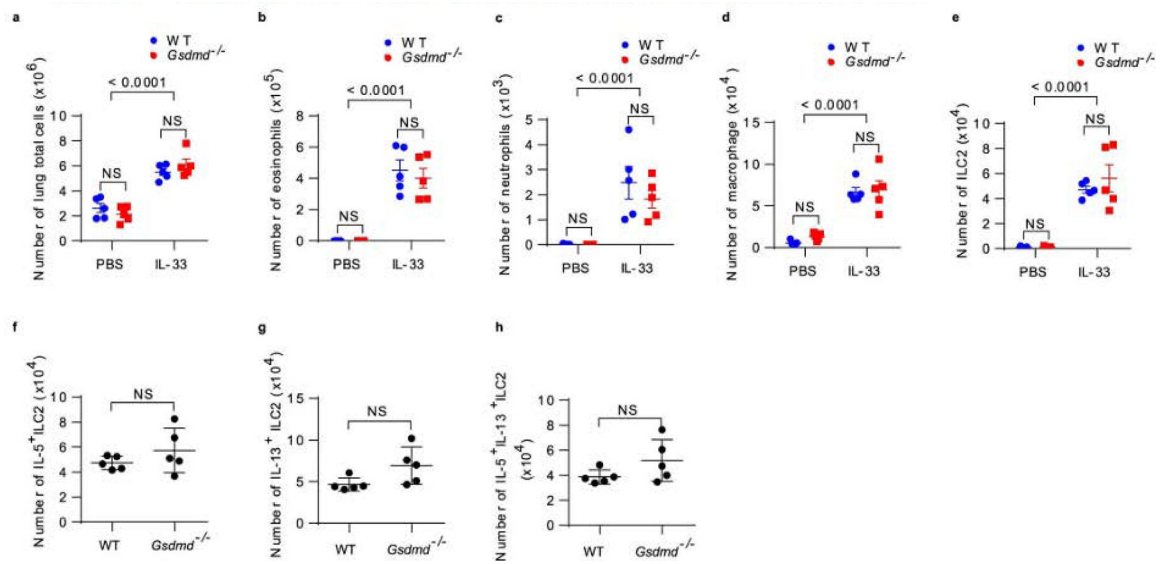 a
WT
Gsdmd-/-
Number of lung total cells (x10^6)
< 0.0001
NS
NS
10
8
6
4
2
0
PBS
IL-33
b
WT
Gsdmd-/-
Number of eosinophils (x10^5)
< 0.0001
NS
NS
10
8
6
4
2
0
PBS
IL-33
c
WT
Gsdmd-/-
Number of neutrophils (x10^3)
< 0.0001
NS
NS
5
4
3
2
1
0
PBS
IL-33
d
WT
Gsdmd-/-
Number of macrophage (x10^4)
< 0.0001
NS
NS
15
10
5
0
PBS
IL-33
e
WT
Gsdmd-/-
Number of ILC2 (x10^4)
< 0.0001
NS
NS
10
8
6
4
2
0
PBS
IL-33
f
Number of IL-5+ILC2 (x10^4)
NS
10
8
6
4
2
0
WT
Gsdmd-/-
g
Number of IL-13+ ILC2 (x10^4)
NS
15
10
5
0
WT
Gsdmd-/-
h
Number of IL-5+IL-13 +ILC2
(x10^4)
NS
10
8
6
4
2
0
WT
Gsdmd-/-